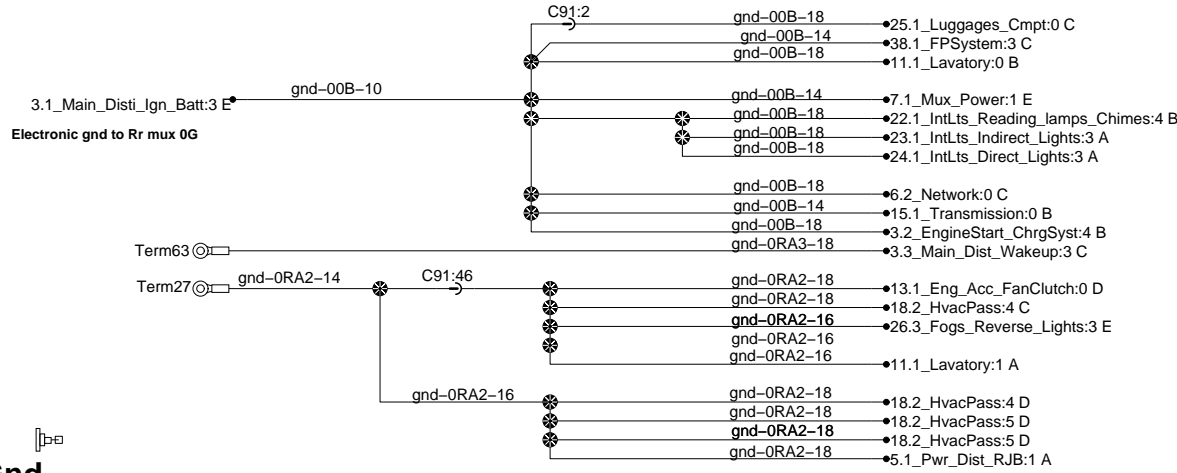 C91:2
gnd–00B–18
25.1_Luggages_Cmpt:0 C
gnd–00B–14
38.1_FPSystem:3 C
gnd–00B–18
11.1_Lavatory:0 B
3.1_Main_Disti_Ign_Batt:3 E
gnd–00B–10
gnd–00B–14
7.1_Mux_Power:1 E
Electronic gnd to Rr mux 0G
gnd–00B–18
22.1_IntLts_Reading_lamps_Chimes:4 B
gnd–00B–18
23.1_IntLts_Indirect_Lights:3 A
gnd–00B–18
24.1_IntLts_Direct_Lights:3 A
gnd–00B–18
6.2_Network:0 C
gnd–00B–14
15.1_Transmission:0 B
gnd–00B–18
3.2_EngineStart_ChrgSyst:4 B
Term63
gnd–0RA3–18
3.3_Main_Dist_Wakeup:3 C
Term27
gnd–0RA2–14
C91:46
gnd–0RA2–18
13.1_Eng_Acc_FanClutch:0 D
gnd–0RA2–18
18.2_HvacPass:4 C
gnd–0RA2–16
26.3_Fogs_Reverse_Lights:3 E
gnd–0RA2–16
gnd–0RA2–16
11.1_Lavatory:1 A
gnd–0RA2–16
gnd–0RA2–18
18.2_HvacPass:4 D
gnd–0RA2–18
18.2_HvacPass:5 D
gnd–0RA2–18
18.2_HvacPass:5 D
gnd–0RA2–18
5.1_Pwr_Dist_RJB:1 A